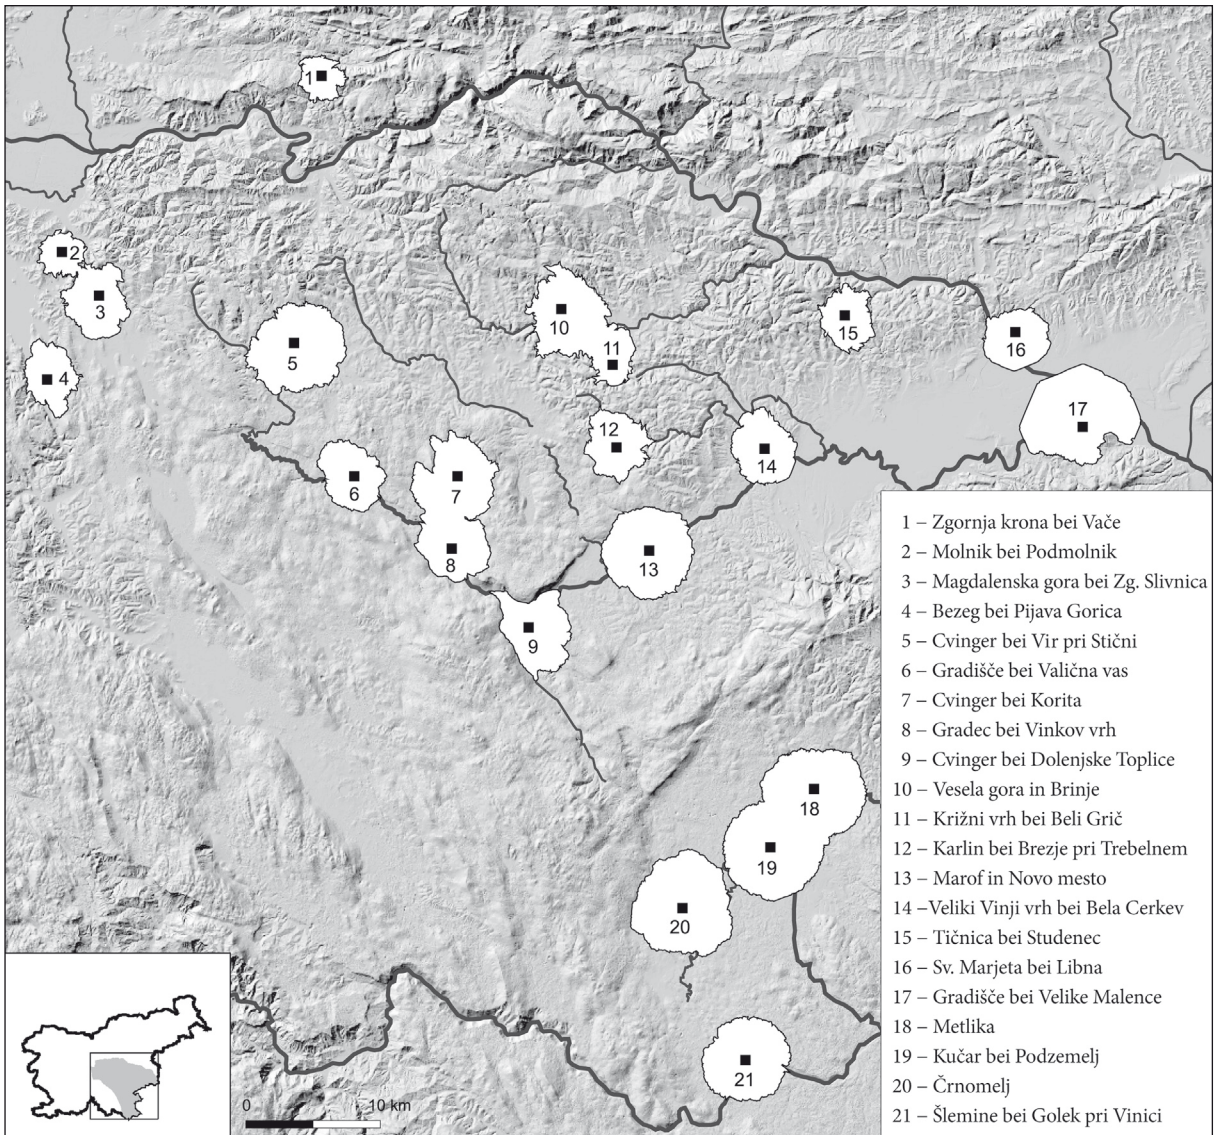 1
2
3
4
5
6
7
8
9
10
11
12
13
14
15
16
17
18
19
20
21
0 10 km
1 – Zgornja krona bei Vače
2 – Molnik bei Podmolnik
3 – Magdalenska gora bei Zg. Slivnica
4 – Bezeg bei Pijava Gorica
5 – Cvinger bei Vir pri Stični
6 – Gradišče bei Valična vas
7 – Cvinger bei Korita
8 – Gradec bei Vinkov vrh
9 – Cvinger bei Dolenjske Toplice
10 – Vesela gora in Brinje
11 – Križni vrh bei Beli Grič
12 – Karlin bei Brezje pri Trebelnem
13 – Marof in Novo mesto
14 –Veliki Vinji vrh bei Bela Cerkev
15 – Tičnica bei Studenec
16 – Sv. Marjeta bei Libna
17 – Gradišče bei Velike Malence
18 – Metlika
19 – Kučar bei Podzemelj
20 – Črnomelj
21 – Šlemine bei Golek pri Vinici